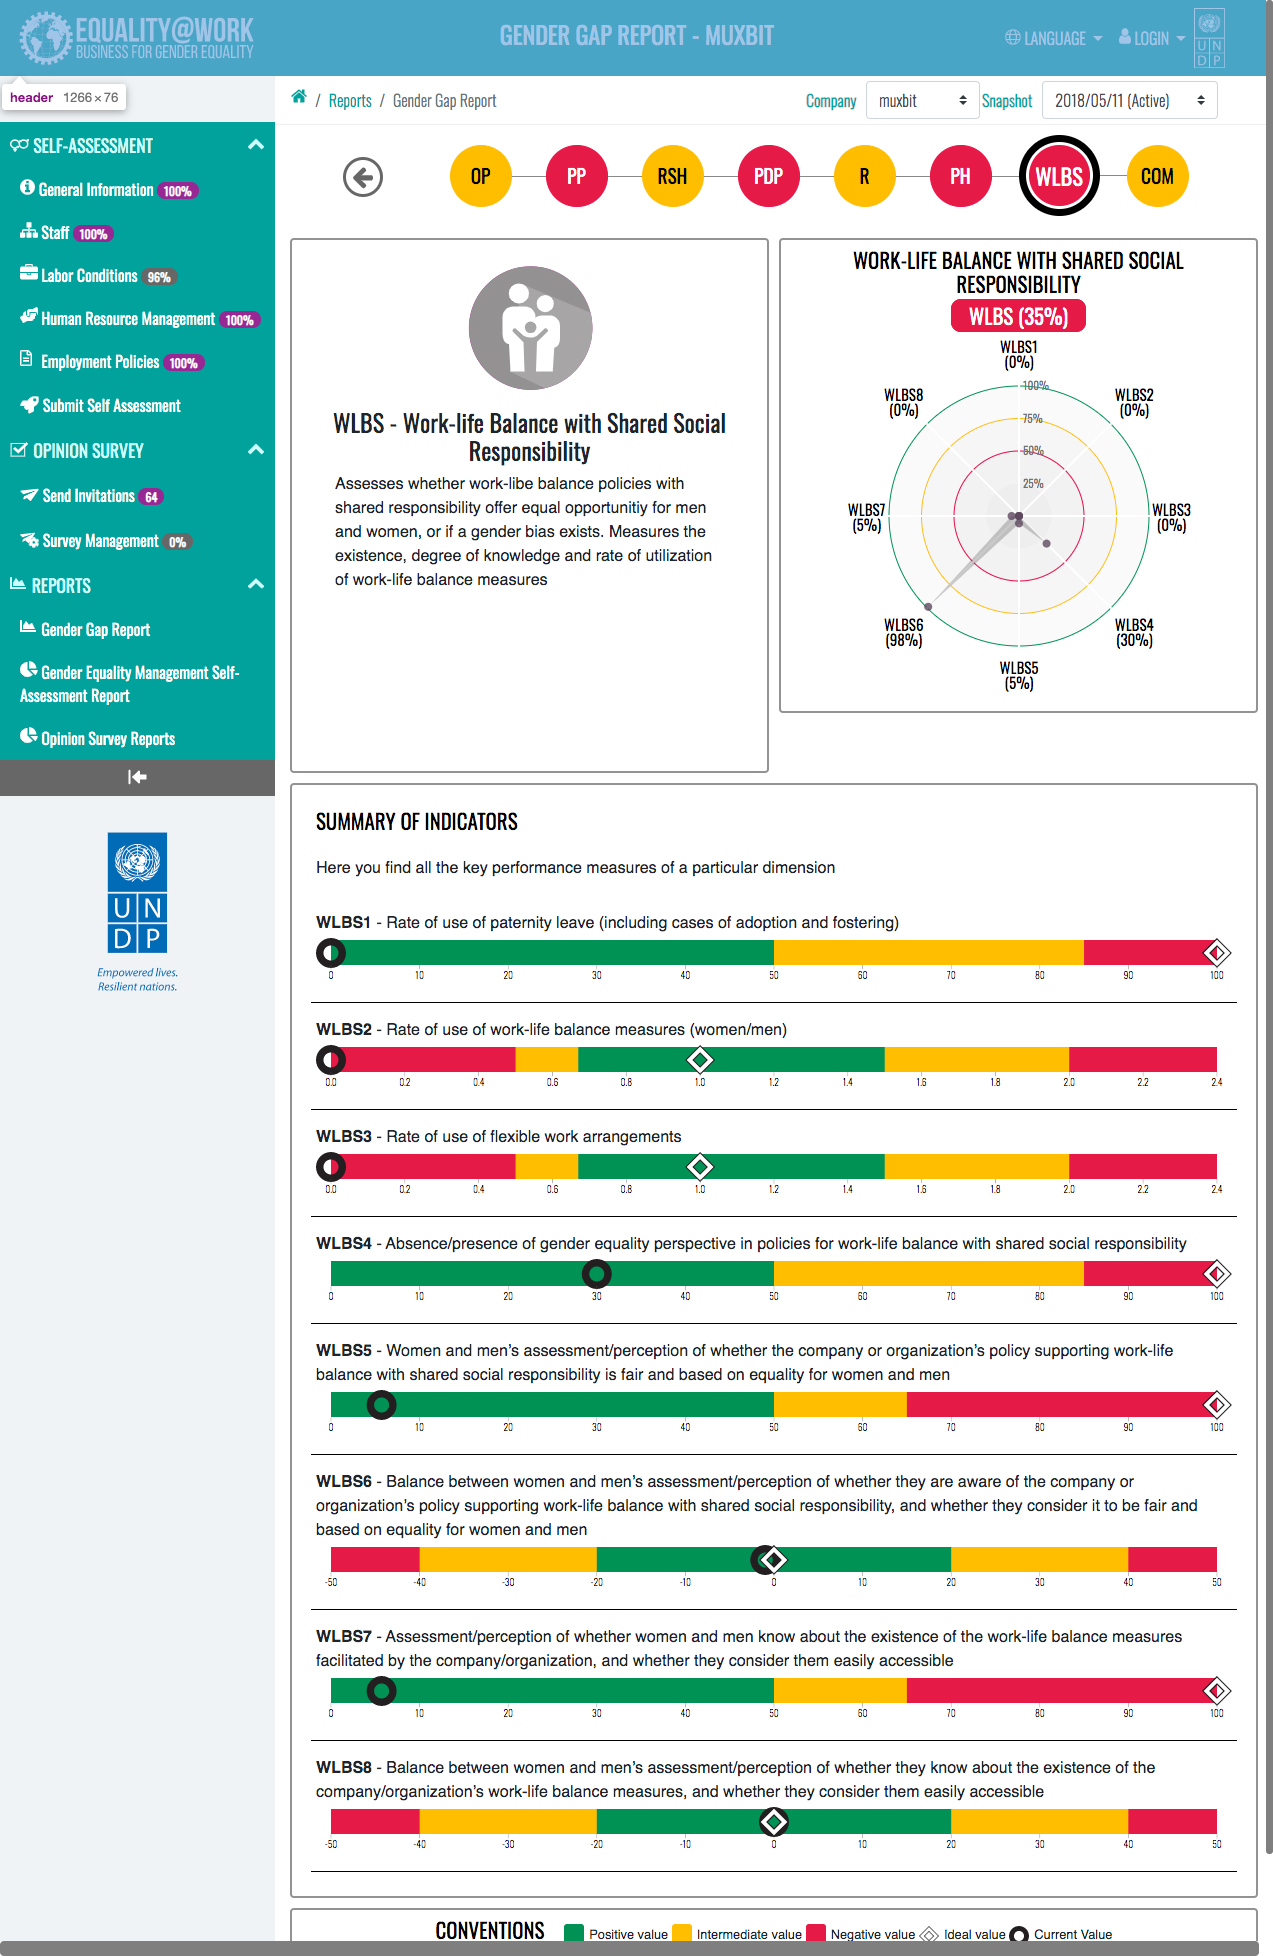 EQUALITY@WORK
BUSINESS FOR GENDER EQUALITY
GENDER GAP REPORT - MUXBIT
LANGUAGE
LOGIN
U N
D P
header 1266 × 76
/ Reports / Gender Gap Report
Company muxbit Snapshot 2018/05/11 (Active)
SELF-ASSESSMENT
General Information 100%
Staff 100%
Labor Conditions 96%
Human Resource Management 100%
Employment Policies 100%
Submit Self Assessment
OPINION SURVEY
Send Invitations 64
Survey Management 0%
REPORTS
Gender Gap Report
Gender Equality Management Self-
Assessment Report
Opinion Survey Reports
U N
D P
Empowered lives.
Resilient nations.
OP PP RSH PDP R PH WLBS COM
WLBS - Work-life Balance with Shared Social
Responsibility
Assesses whether work-libe balance policies with
shared responsibility offer equal opportunitiy for men
and women, or if a gender bias exists. Measures the
existence, degree of knowledge and rate of utilization
of work-life balance measures
WORK-LIFE BALANCE WITH SHARED SOCIAL
RESPONSIBILITY
WLBS (35%)
WLBS1
(0%)
WLBS8
(0%)
WLBS2
(0%)
100%
75%
50%
25%
WLBS7
(5%)
WLBS3
(0%)
WLBS6
(98%)
WLBS4
(30%)
WLBS5
(5%)
SUMMARY OF INDICATORS
Here you find all the key performance measures of a particular dimension
WLBS1 - Rate of use of paternity leave (including cases of adoption and fostering)
0 10 20 30 40 50 60 70 80 90 100
WLBS2 - Rate of use of work-life balance measures (women/men)
0.0 0.2 0.4 0.6 0.8 1.0 1.2 1.4 1.6 1.8 2.0 2.2 2.4
WLBS3 - Rate of use of flexible work arrangements
0.0 0.2 0.4 0.6 0.8 1.0 1.2 1.4 1.6 1.8 2.0 2.2 2.4
WLBS4 - Absence/presence of gender equality perspective in policies for work-life balance with shared social responsibility
0 10 20 30 40 50 60 70 80 90 100
WLBS5 - Women and men’s assessment/perception of whether the company or organization’s policy supporting work-life
balance with shared social responsibility is fair and based on equality for women and men
0 10 20 30 40 50 60 70 80 90 100
WLBS6 - Balance between women and men’s assessment/perception of whether they are aware of the company or
organization’s policy supporting work-life balance with shared social responsibility, and whether they consider it to be fair and
based on equality for women and men
-50 -40 -30 -20 -10 0 10 20 30 40 50
WLBS7 - Assessment/perception of whether women and men know about the existence of the work-life balance measures
facilitated by the company/organization, and whether they consider them easily accessible
0 10 20 30 40 50 60 70 80 90 100
WLBS8 - Balance between women and men’s assessment/perception of whether they know about the existence of the
company/organization’s work-life balance measures, and whether they consider them easily accessible
-50 -40 -30 -20 -10 0 10 20 30 40 50
CONVENTIONS Positive value Intermediate value Negative value Ideal value Current Value